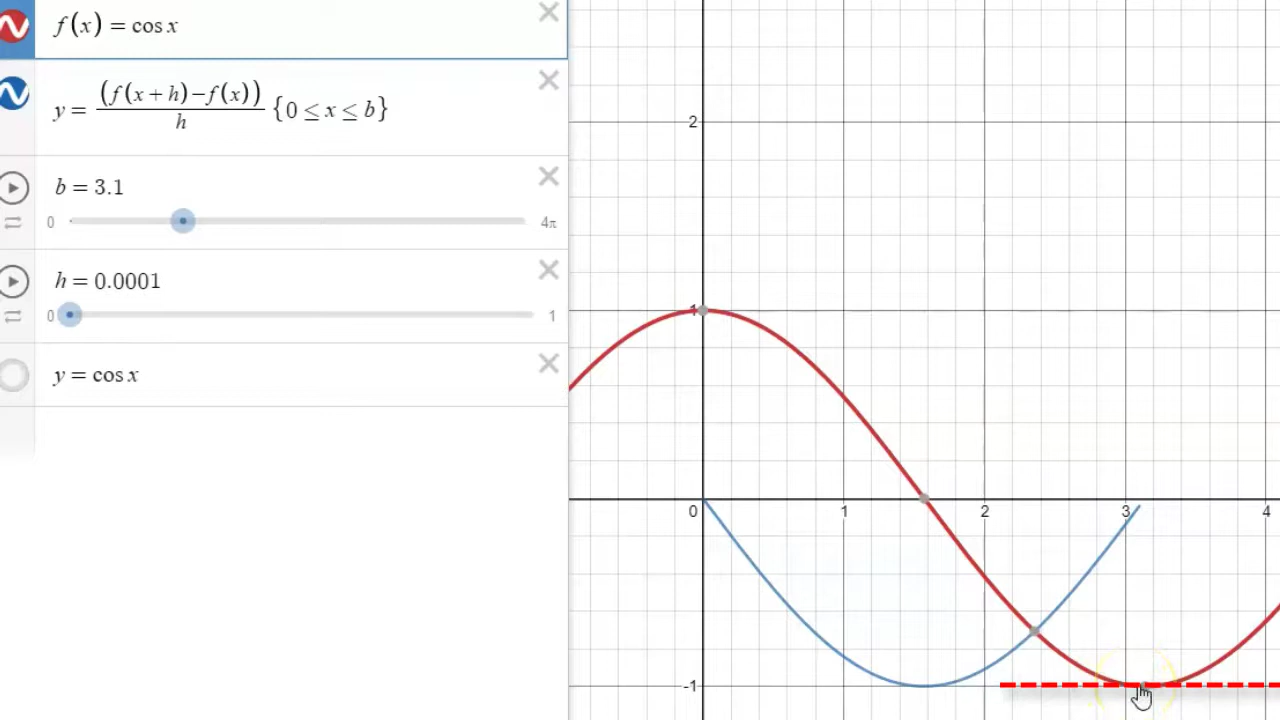 f(x) = cos x
y = (f(x+h)−f(x)) / h {0 ≤ x ≤ b}
b = 3.1
0 4π
h = 0.0001
0 1
y = cos x
2
1
0 1 2 3 4
-1